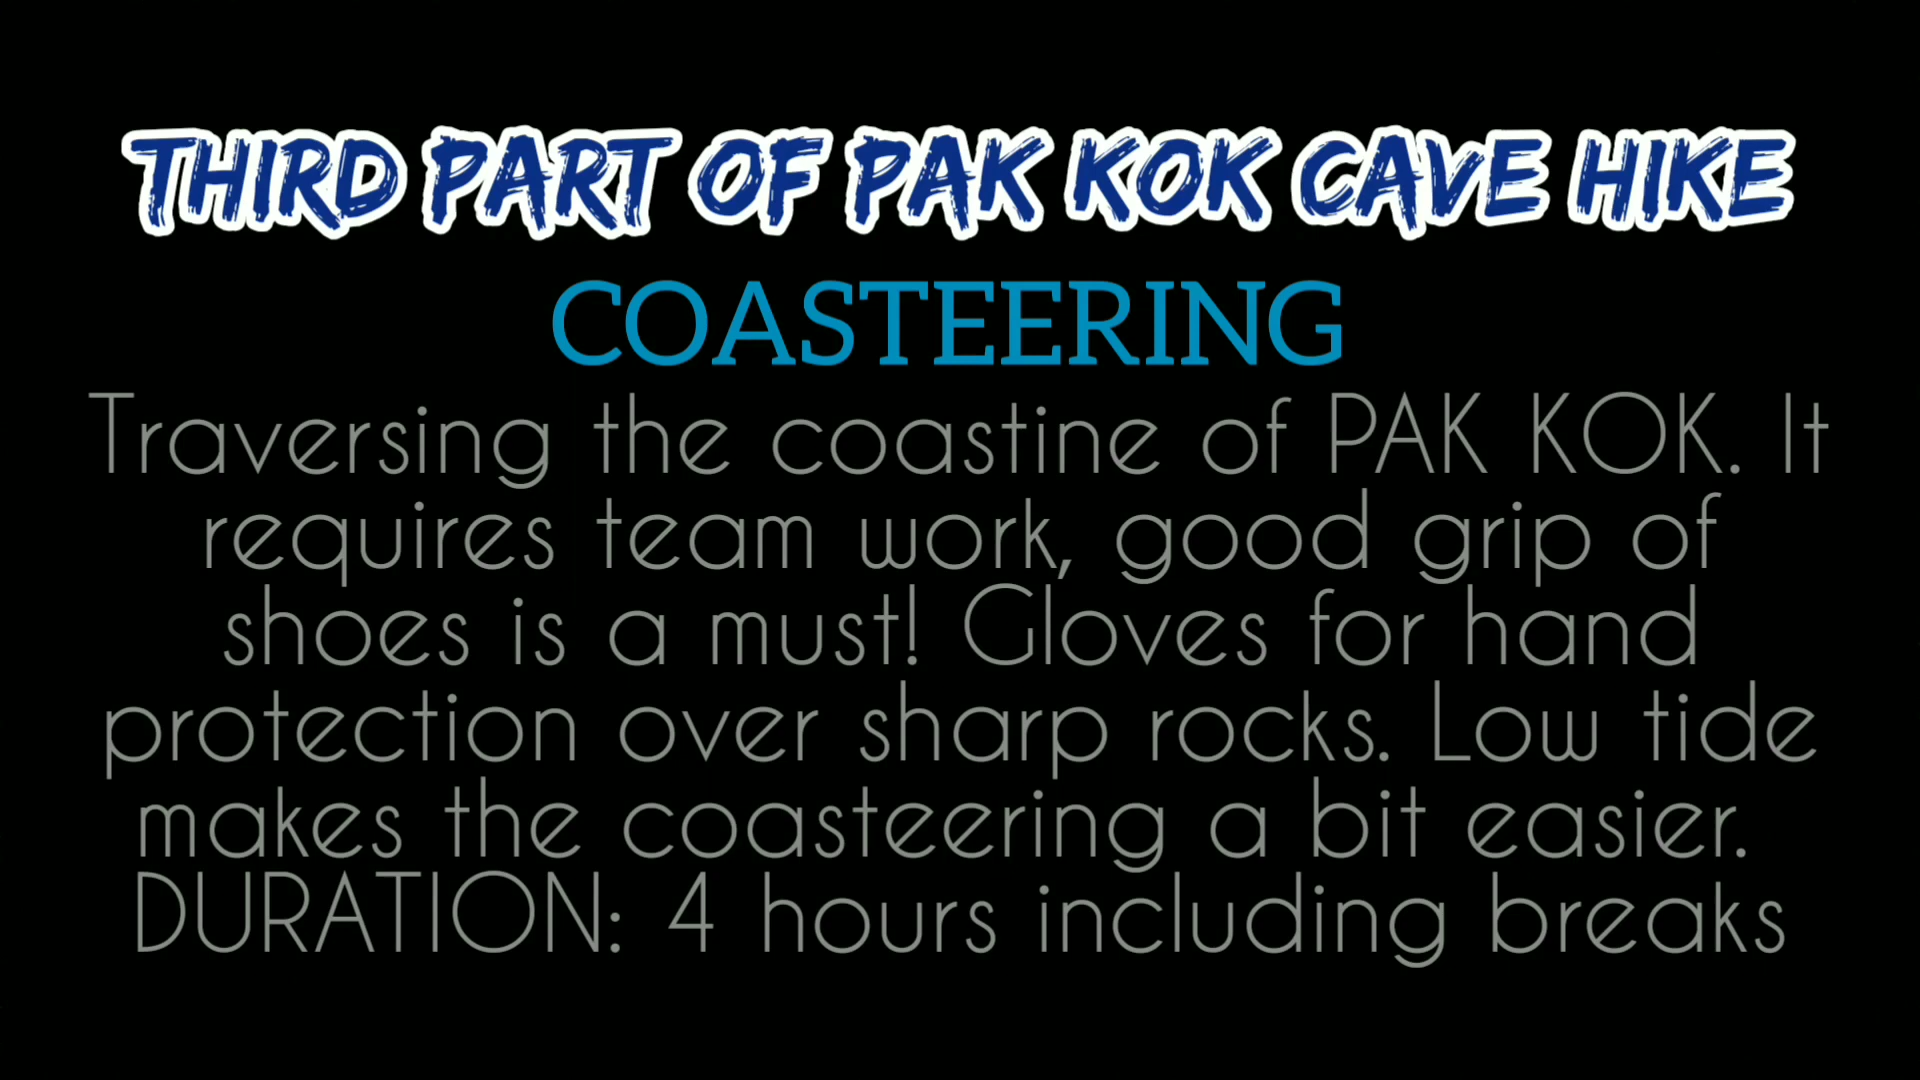 THIRD PART OF PAK KOK CAVE HIKE
COASTEERING
Traversing the coastine of PAK KOK. It
requires team work, good grip of
shoes is a must! Gloves for hand
protection over sharp rocks. Low tide
makes the coasteering a bit easier.
DURATION: 4 hours including breaks